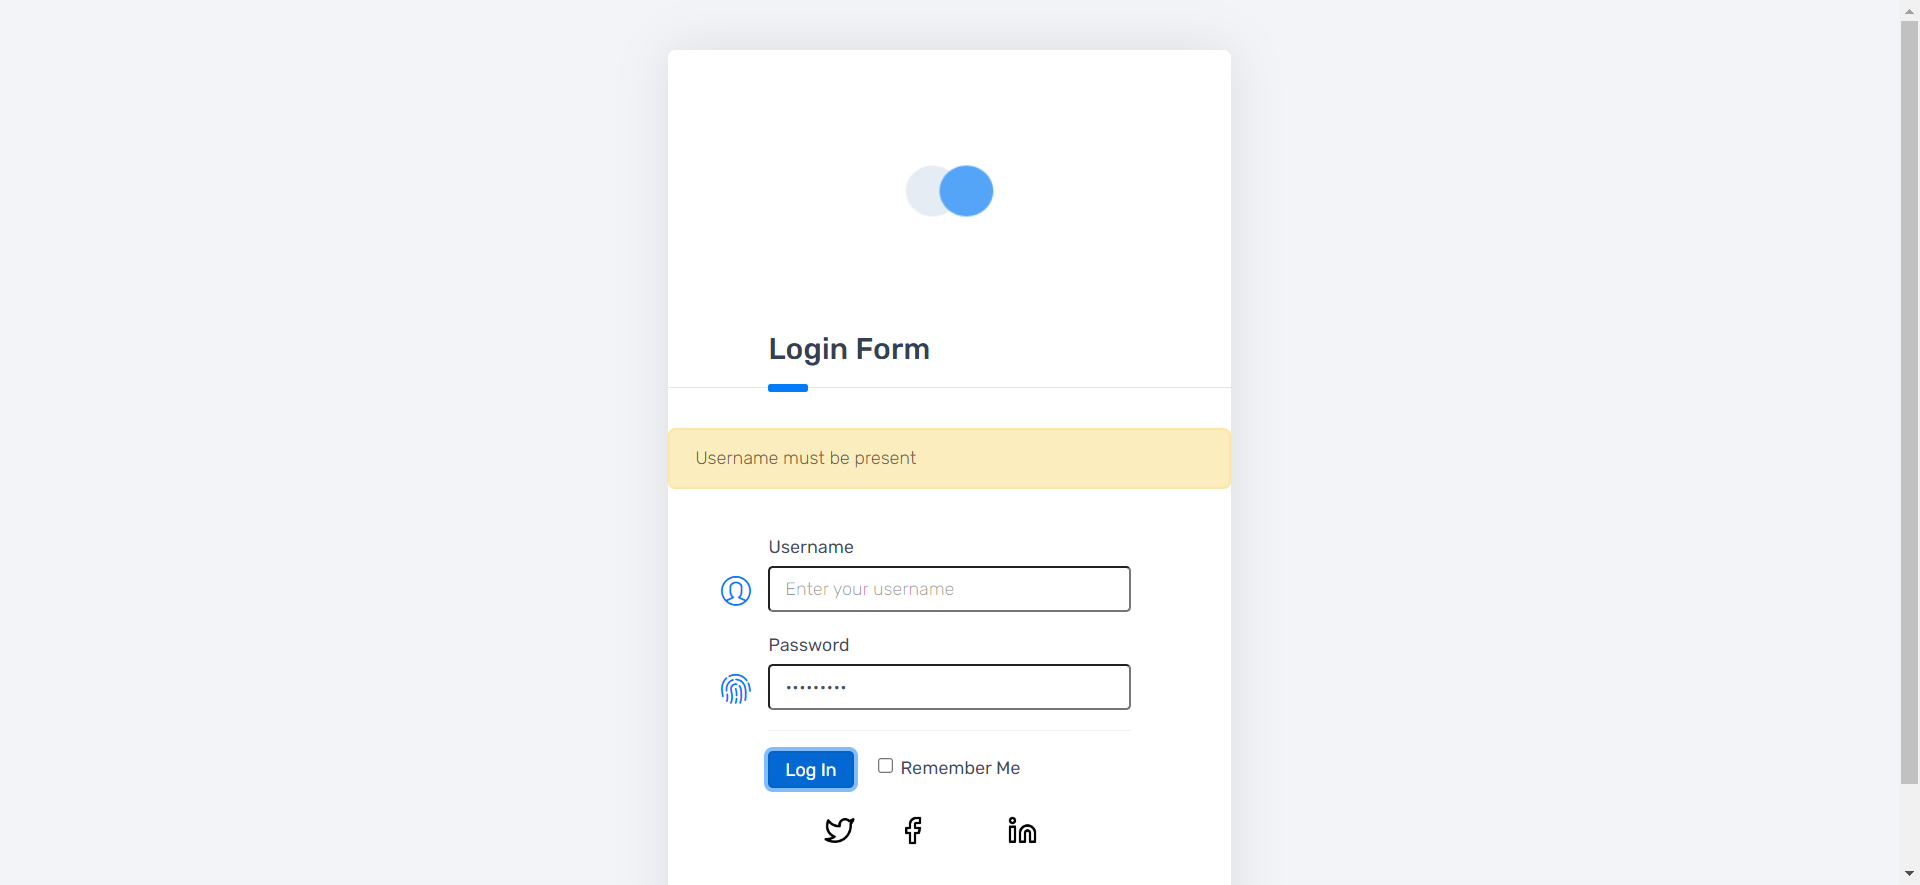 Login Form
Username must be present
Username
Enter your username
Password
•••••••••
Log In
Remember Me